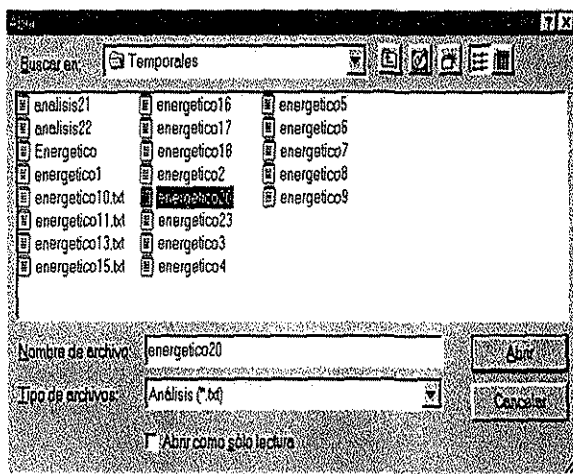 Abrir
Buscar en: Temporales
analisis21
analisis22
Energetico
energetico1
energetico10.txt
energetico11.txt
energetico13.txt
energetico15.txt
energetico16
energetico17
energetico18
energetico2
energetico20
energetico23
energetico3
energetico4
energetico5
energetico6
energetico7
energetico8
energetico9
Nombre de archivo: energetico20
Abrir
Tipo de archivos: Análisis (*.txt)
Cancelar
Abrir como sólo lectura